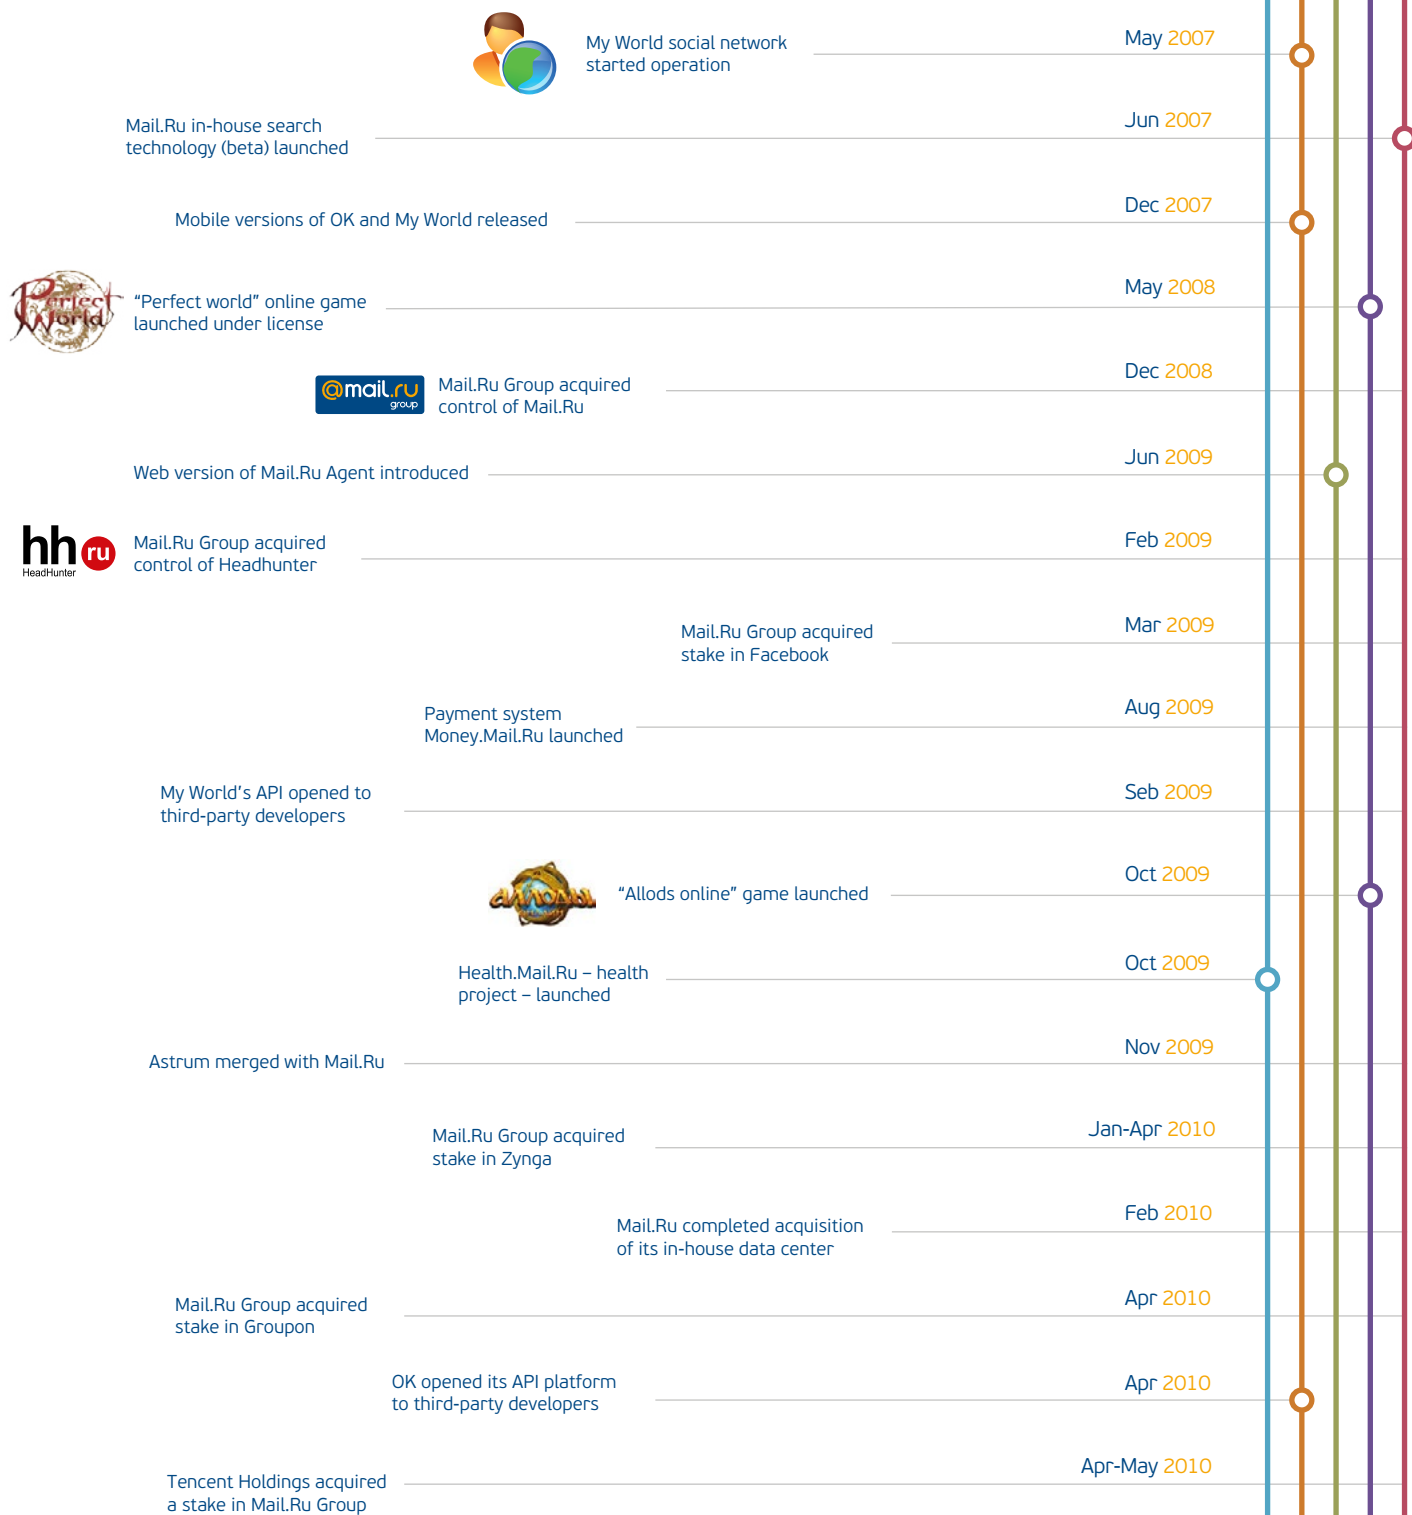 My World social network
started operation
May 2007
Mail.Ru in-house search
technology (beta) launched
Jun 2007
Mobile versions of OK and My World released
Dec 2007
Perfect
World
“Perfect world” online game
launched under license
May 2008
@mail.ru
group
Mail.Ru Group acquired
control of Mail.Ru
Dec 2008
Web version of Mail.Ru Agent introduced
Jun 2009
hh ru
HeadHunter
Mail.Ru Group acquired
control of Headhunter
Feb 2009
Mail.Ru Group acquired
stake in Facebook
Mar 2009
Payment system
Money.Mail.Ru launched
Aug 2009
My World’s API opened to
third-party developers
Seb 2009
аллоды
“Allods online” game launched
Oct 2009
Health.Mail.Ru – health
project – launched
Oct 2009
Astrum merged with Mail.Ru
Nov 2009
Mail.Ru Group acquired
stake in Zynga
Jan-Apr 2010
Mail.Ru completed acquisition
of its in-house data center
Feb 2010
Mail.Ru Group acquired
stake in Groupon
Apr 2010
OK opened its API platform
to third-party developers
Apr 2010
Tencent Holdings acquired
a stake in Mail.Ru Group
Apr-May 2010